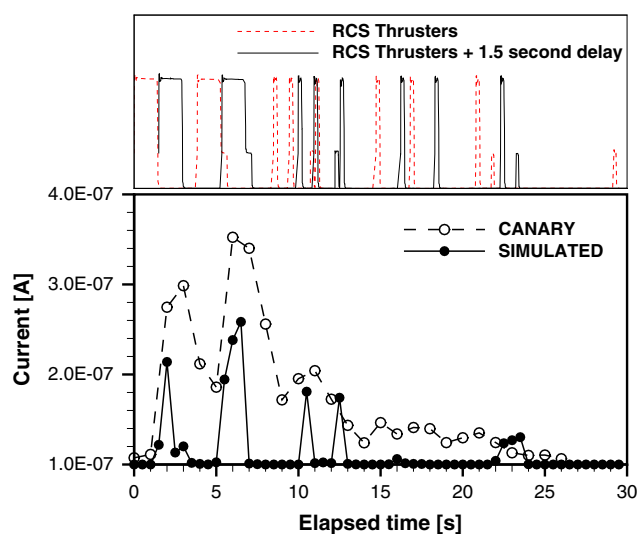 RCS Thrusters
RCS Thrusters + 1.5 second delay
4.0E-07
3.0E-07
2.0E-07
1.0E-07
Current [A]
CANARY
SIMULATED
0 5 10 15 20 25 30
Elapsed time [s]